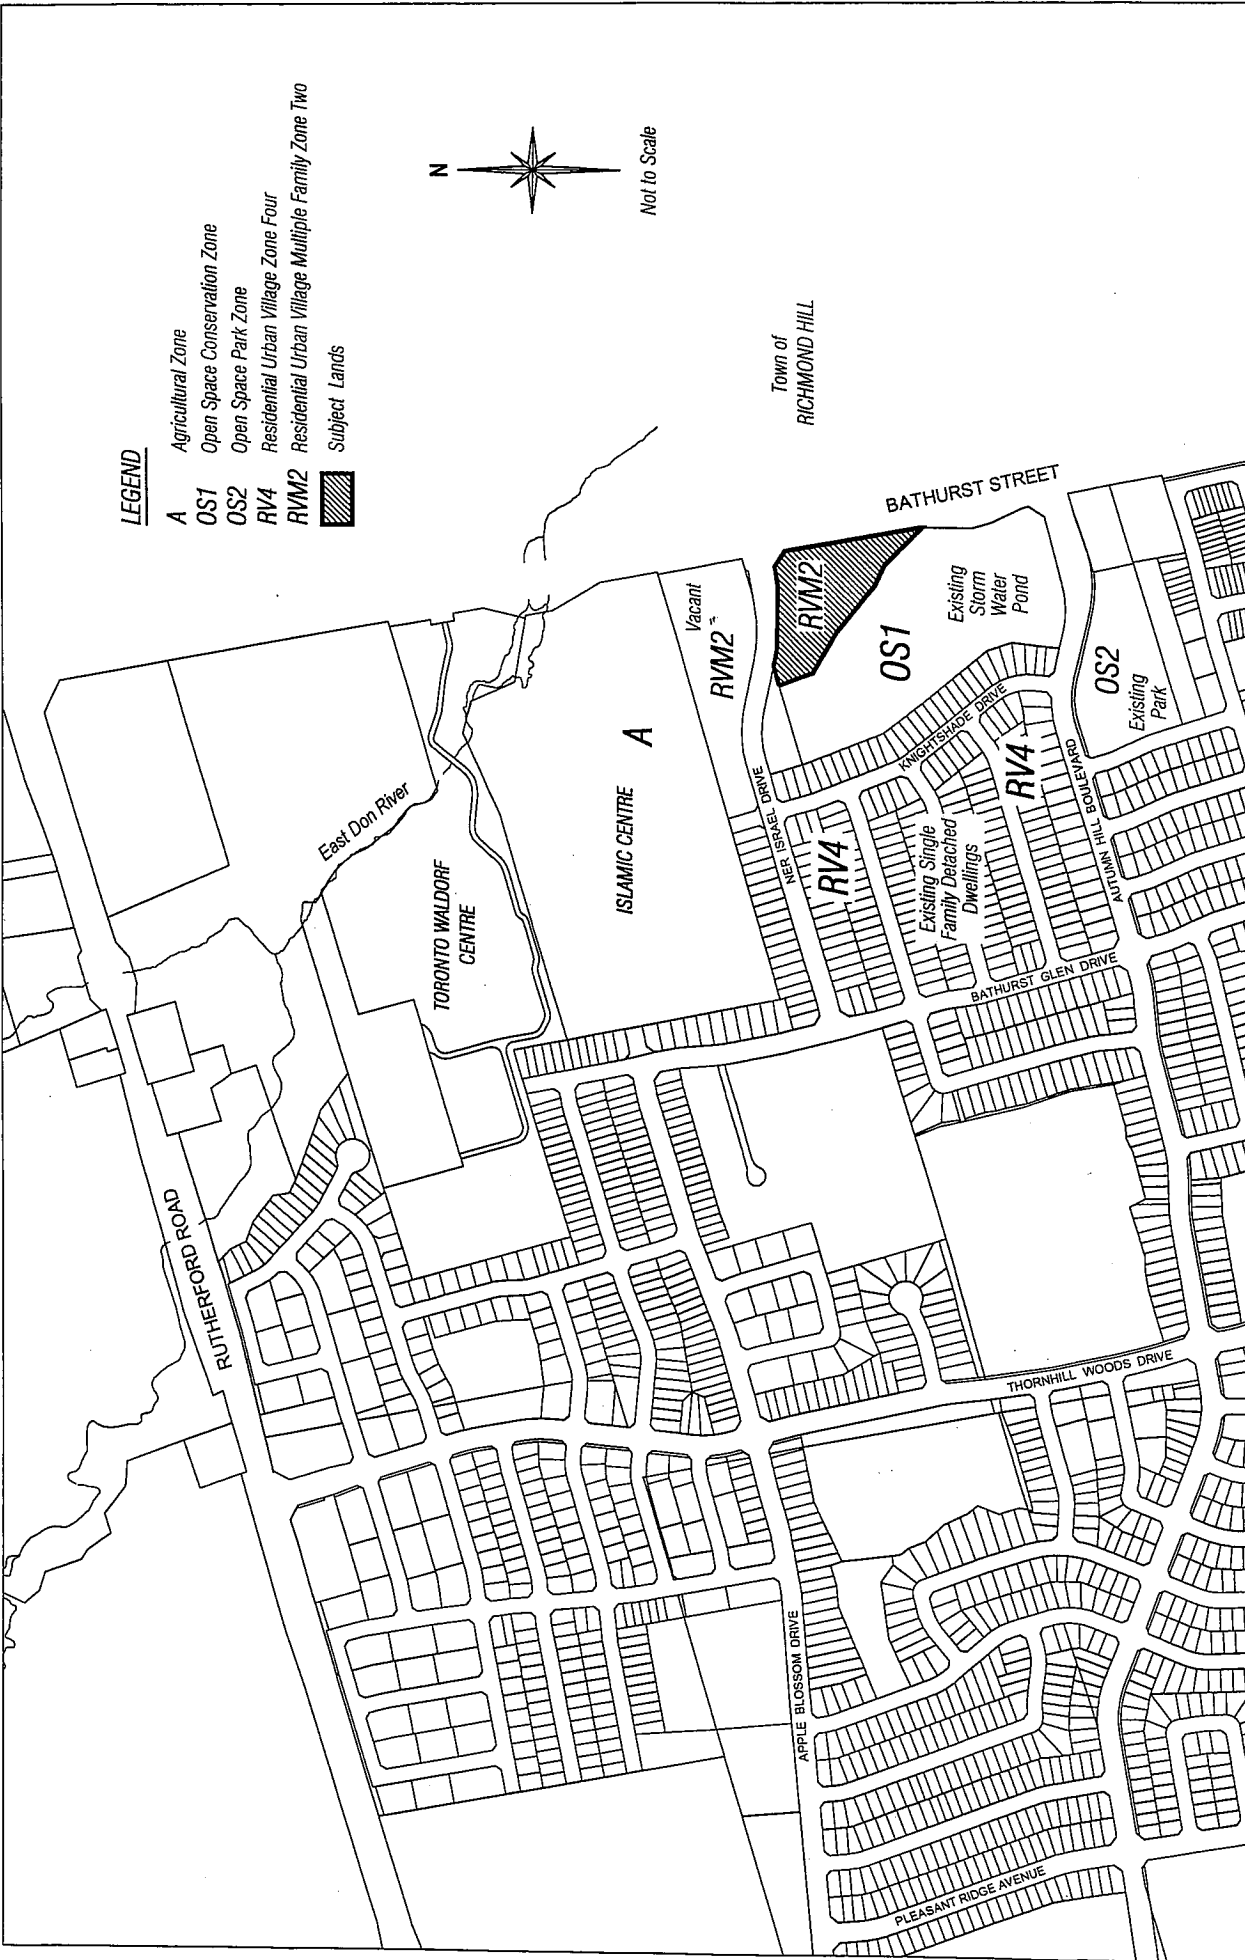 LEGEND
A Agricultural Zone
OS1 Open Space Conservation Zone
OS2 Open Space Park Zone
RV4 Residential Urban Village Zone Four
RVM2 Residential Urban Village Multiple Family Zone Two
Subject Lands
N
Not to Scale
Town of
RICHMOND HILL
RUTHERFORD ROAD
East Don River
TORONTO WALDORF
CENTRE
ISLAMIC CENTRE
A
Vacant
RVM2
RVM2
BATHURST STREET
OS1
Existing
Storm
Water
Pond
OS2
Existing
Park
NER ISRAEL DRIVE
KNIGHTSHADE DRIVE
RV4
RV4
Existing Single
Family Detached
Dwellings
AUTUMN HILL BOULEVARD
BATHURST GLEN DRIVE
THORNHILL WOODS DRIVE
APPLE BLOSSOM DRIVE
PLEASANT RIDGE AVENUE